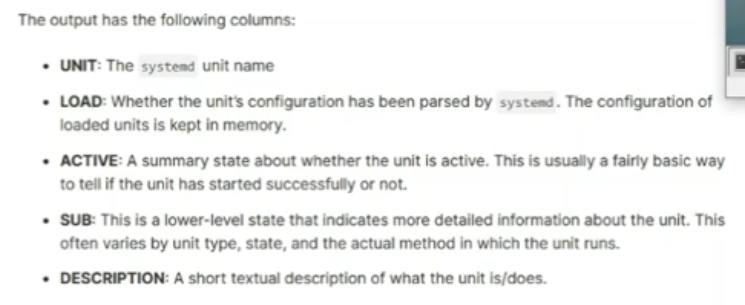 The output has the following columns:
• UNIT: The systemd unit name
• LOAD: Whether the unit's configuration has been parsed by systemd. The configuration of
loaded units is kept in memory.
• ACTIVE: A summary state about whether the unit is active. This is usually a fairly basic way
to tell if the unit has started successfully or not.
• SUB: This is a lower-level state that indicates more detailed information about the unit. This
often varies by unit type, state, and the actual method in which the unit runs.
• DESCRIPTION: A short textual description of what the unit is/does.